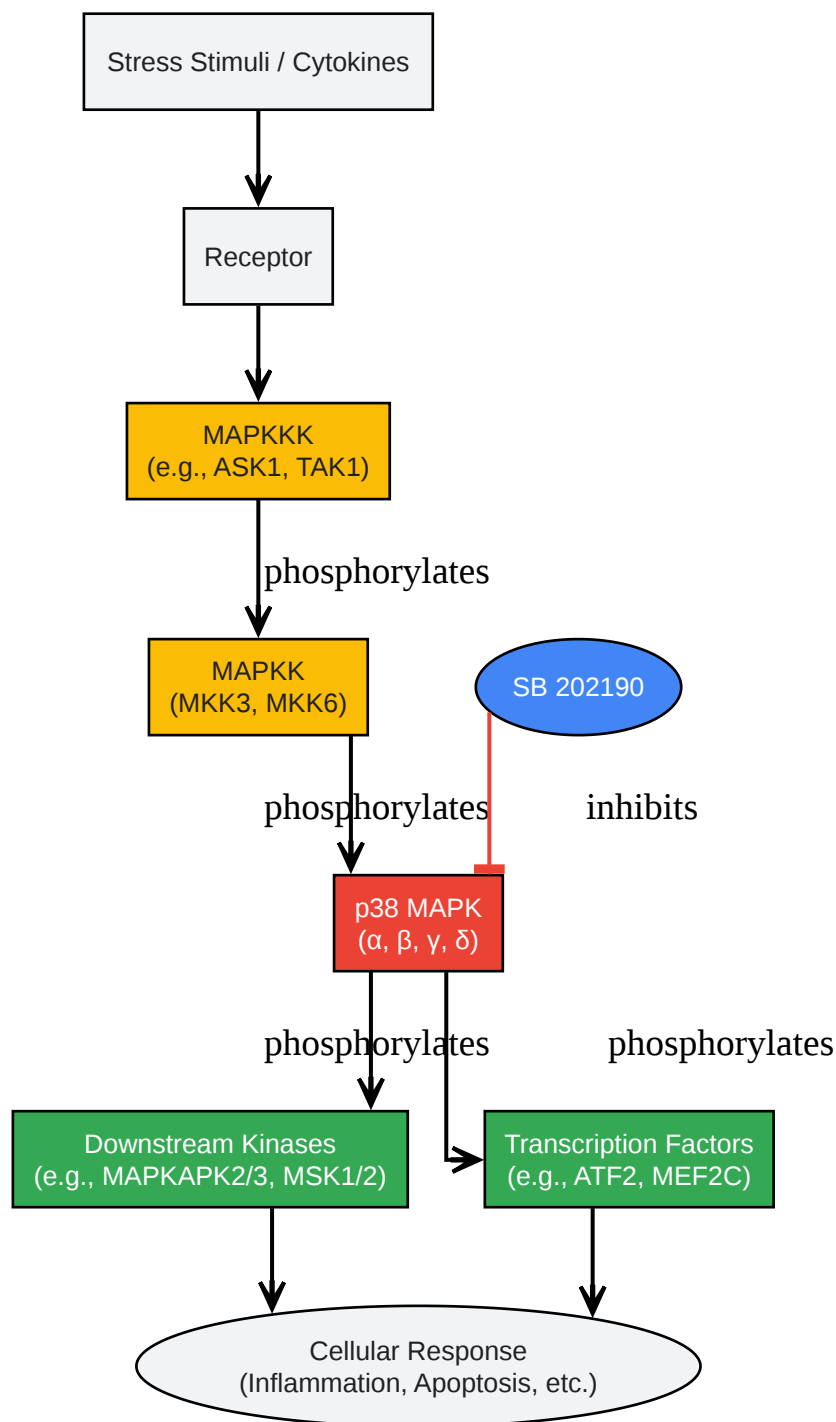 Stress Stimuli / Cytokines
Receptor
MAPKKK
(e.g., ASK1, TAK1)
phosphorylates
MAPKK
(MKK3, MKK6)
SB 202190
phosphorylates
inhibits
p38 MAPK
(α, β, γ, δ)
phosphorylates
phosphorylates
Downstream Kinases
(e.g., MAPKAPK2/3, MSK1/2)
Transcription Factors
(e.g., ATF2, MEF2C)
Cellular Response
(Inflammation, Apoptosis, etc.)